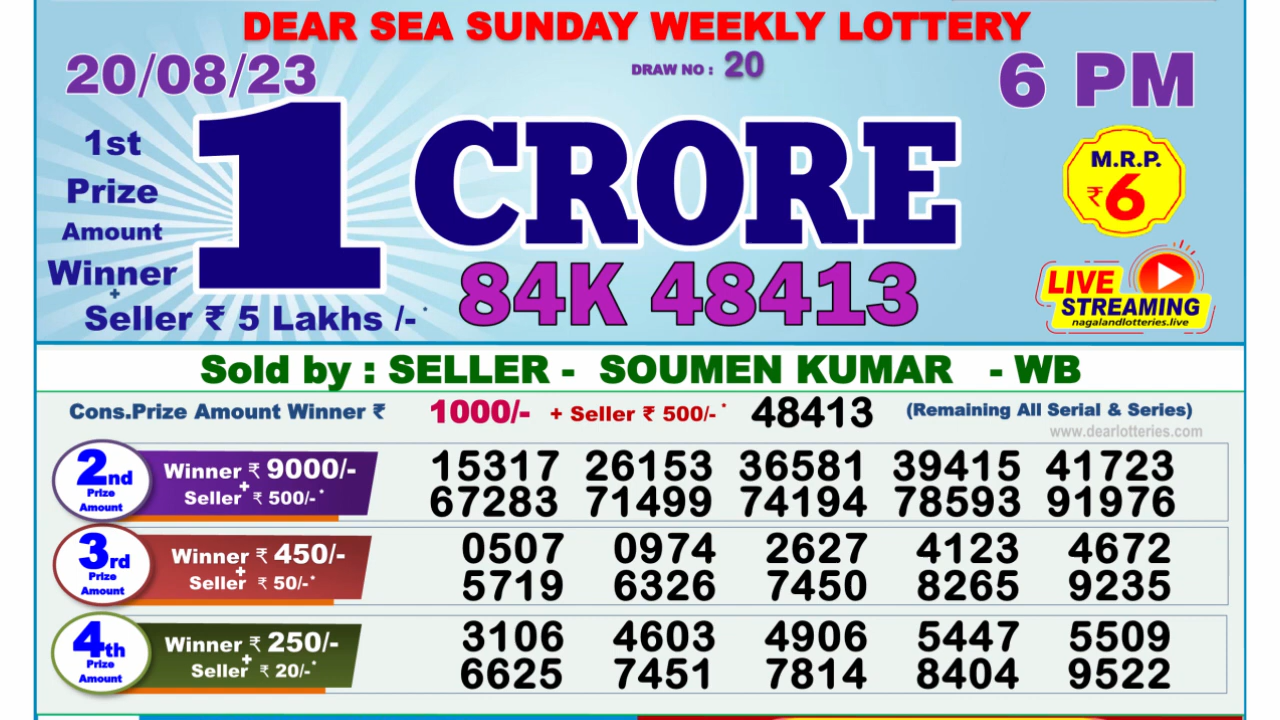 DEAR SEA SUNDAY WEEKLY LOTTERY
20/08/23
DRAW NO : 20
6 PM
1st
Prize
Amount
Winner
+
Seller ₹ 5 Lakhs /-*
1 CRORE
84K 48413
M.R.P.
₹6
LIVE
STREAMING
nagalandlotteries.live
Sold by : SELLER - SOUMEN KUMAR - WB
Cons.Prize Amount Winner ₹ 1000/- + Seller ₹ 500/-* 48413 (Remaining All Serial & Series)
www.dearlotteries.com
2nd
Prize
Amount
Winner ₹ 9000/-
+
Seller ₹ 500/-*
15317 26153 36581 39415 41723
67283 71499 74194 78593 91976
3rd
Prize
Amount
Winner ₹ 450/-
+
Seller ₹ 50/-*
0507 0974 2627 4123 4672
5719 6326 7450 8265 9235
4th
Prize
Amount
Winner ₹ 250/-
+
Seller ₹ 20/-*
3106 4603 4906 5447 5509
6625 7451 7814 8404 9522